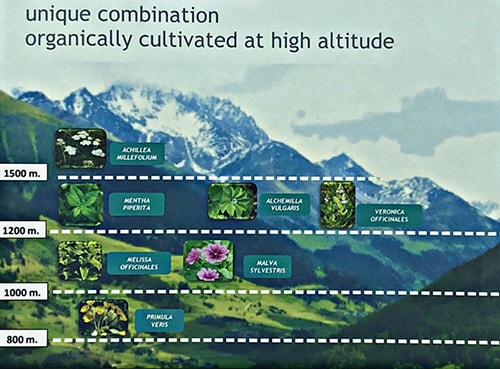 unique combination
organically cultivated at high altitude
ACHILLEA
MILLEFOLIUM
1500 m.
MENTHA
PIPERITA
ALCHEMILLA
VULGARIS
VERONICA
OFFICINALES
1200 m.
MELISSA
OFFICINALES
MALVA
SYLVESTRIS
1000 m.
PRIMULA
VERIS
800 m.